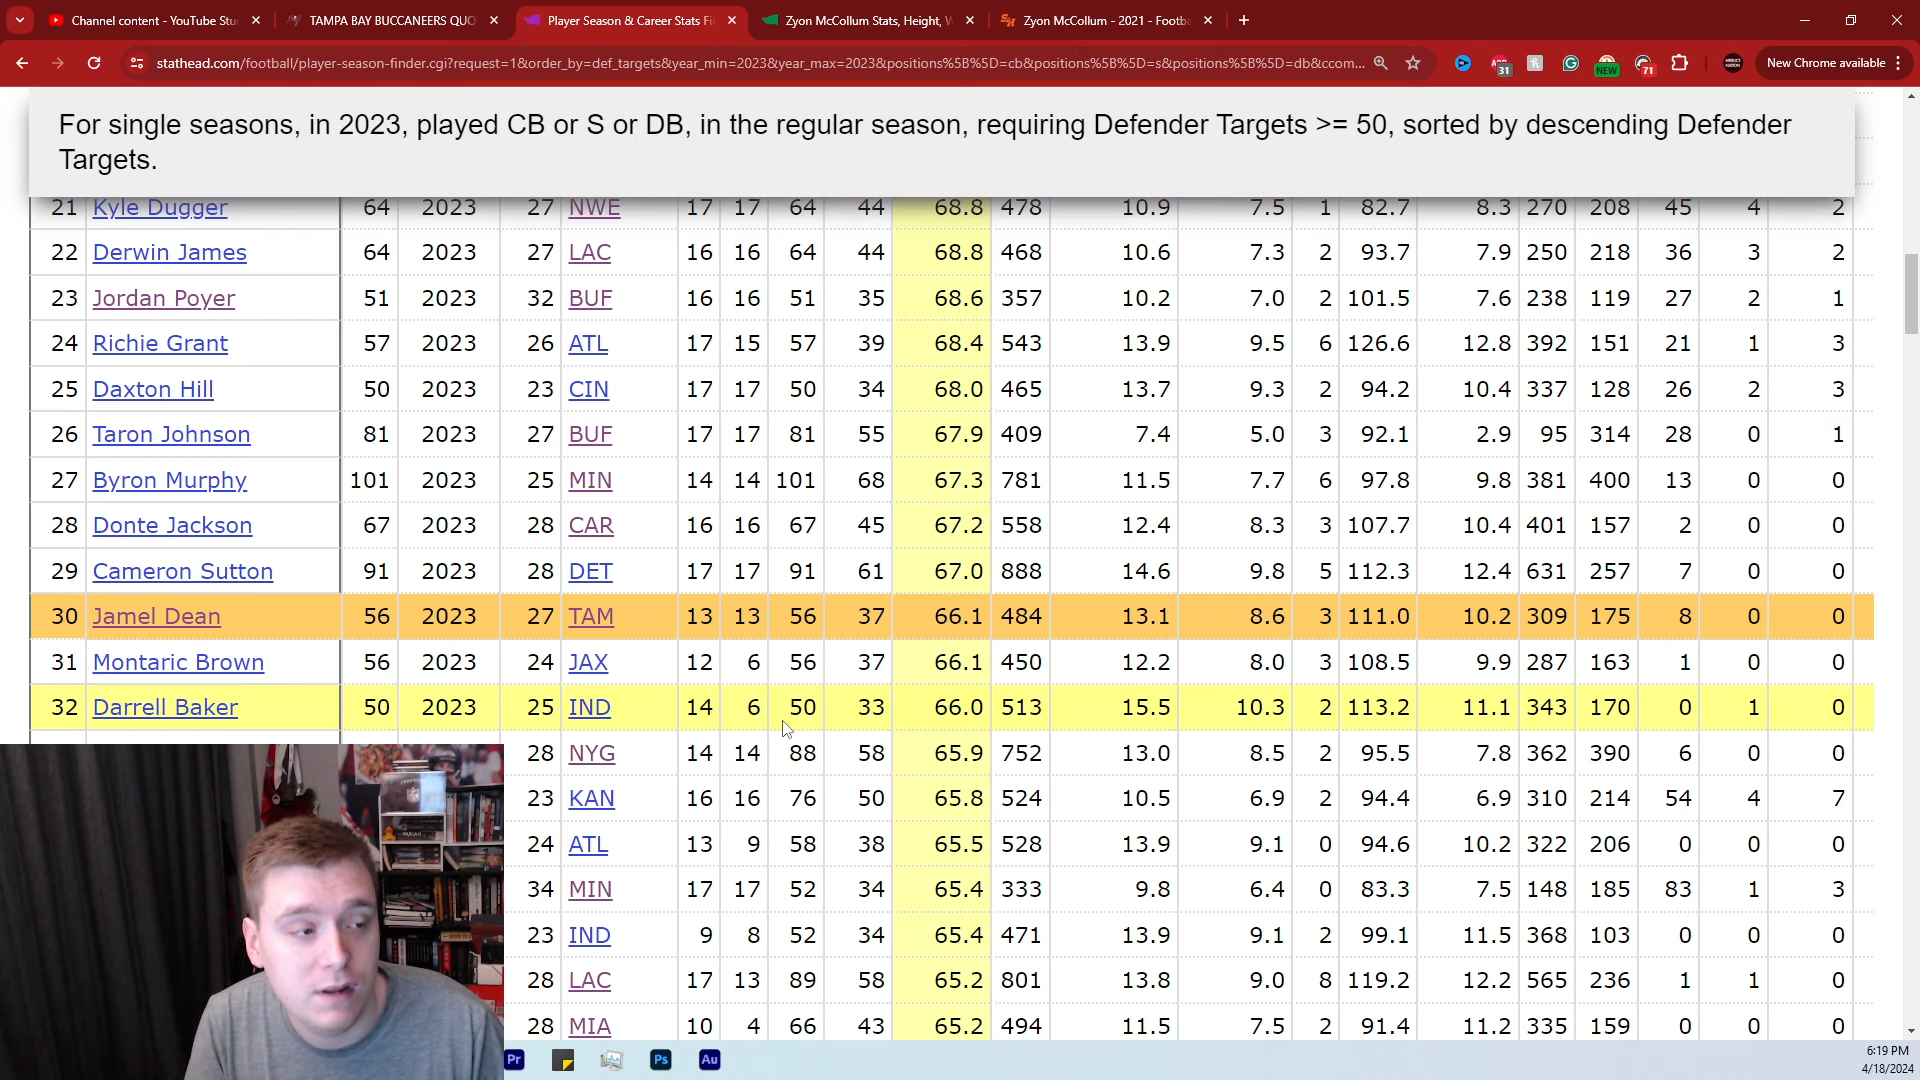 Channel content - YouTube Stu
TAMPA BAY BUCCANEERS QUO
Player Season & Career Stats Fi
Zyon McCollum Stats, Height, W
Zyon McCollum - 2021 - Footba
stathead.com/football/player-season-finder.cgi?request=1&order_by=def_targets&year_min=2023&year_max=2023&positions%5B%5D=cb&positions%5B%5D=s&positions%5B%5D=db&ccom...
31
NEW
71
New Chrome available
For single seasons, in 2023, played CB or S or DB, in the regular season, requiring Defender Targets >= 50, sorted by descending Defender
Targets.
21 Kyle Dugger 64 2023 27 NWE 17 17 64 44 68.8 478 10.9 7.5 1 82.7 8.3 270 208 45 4 2
22 Derwin James 64 2023 27 LAC 16 16 64 44 68.8 468 10.6 7.3 2 93.7 7.9 250 218 36 3 2
23 Jordan Poyer 51 2023 32 BUF 16 16 51 35 68.6 357 10.2 7.0 2 101.5 7.6 238 119 27 2 1
24 Richie Grant 57 2023 26 ATL 17 15 57 39 68.4 543 13.9 9.5 6 126.6 12.8 392 151 21 1 3
25 Daxton Hill 50 2023 23 CIN 17 17 50 34 68.0 465 13.7 9.3 2 94.2 10.4 337 128 26 2 3
26 Taron Johnson 81 2023 27 BUF 17 17 81 55 67.9 409 7.4 5.0 3 92.1 2.9 95 314 28 0 1
27 Byron Murphy 101 2023 25 MIN 14 14 101 68 67.3 781 11.5 7.7 6 97.8 9.8 381 400 13 0 0
28 Donte Jackson 67 2023 28 CAR 16 16 67 45 67.2 558 12.4 8.3 3 107.7 10.4 401 157 2 0 0
29 Cameron Sutton 91 2023 28 DET 17 17 91 61 67.0 888 14.6 9.8 5 112.3 12.4 631 257 7 0 0
30 Jamel Dean 56 2023 27 TAM 13 13 56 37 66.1 484 13.1 8.6 3 111.0 10.2 309 175 8 0 0
31 Montaric Brown 56 2023 24 JAX 12 6 56 37 66.1 450 12.2 8.0 3 108.5 9.9 287 163 1 0 0
32 Darrell Baker 50 2023 25 IND 14 6 50 33 66.0 513 15.5 10.3 2 113.2 11.1 343 170 0 1 0
28 NYG 14 14 88 58 65.9 752 13.0 8.5 2 95.5 7.8 362 390 6 0 0
23 KAN 16 16 76 50 65.8 524 10.5 6.9 2 94.4 6.9 310 214 54 4 7
24 ATL 13 9 58 38 65.5 528 13.9 9.1 0 94.6 10.2 322 206 0 0 0
34 MIN 17 17 52 34 65.4 333 9.8 6.4 0 83.3 7.5 148 185 83 1 3
23 IND 9 8 52 34 65.4 471 13.9 9.1 2 99.1 11.5 368 103 0 0 0
28 LAC 17 13 89 58 65.2 801 13.8 9.0 8 119.2 12.2 565 236 1 1 0
28 MIA 10 4 66 43 65.2 494 11.5 7.5 2 91.4 11.2 335 159 0 0 0
Pr
Ps
Au
6:19 PM
4/18/2024